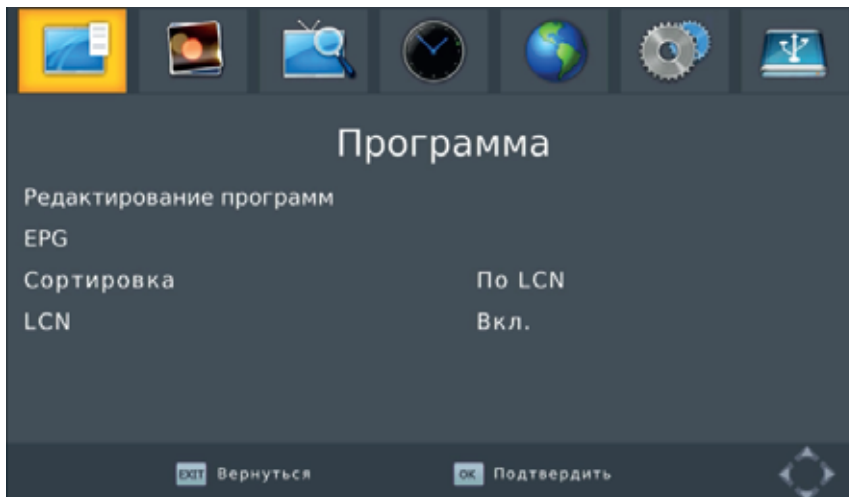 Программа
Редактирование программ
EPG
Сортировка По LCN
LCN Вкл.
EXIT Вернуться OK Подтвердить